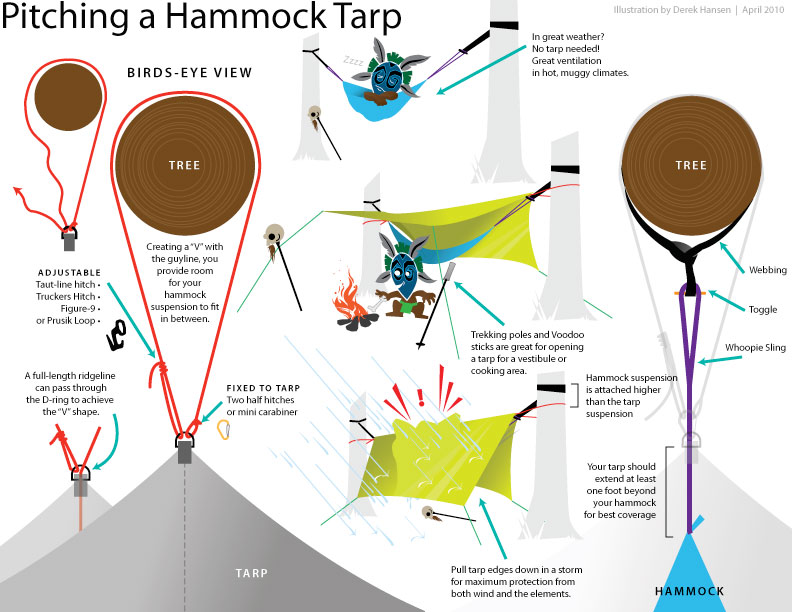 Pitching a Hammock Tarp
Illustration by Derek Hansen | April 2010
BIRDS-EYE VIEW
TREE
Creating a “V” with
the guyline, you
provide room
for your
hammock
suspension to fit
in between.
ADJUSTABLE
Taut-line hitch •
Truckers Hitch •
Figure-9 •
or Prusik Loop •
A full-length ridgeline
can pass through
the D-ring to achieve
the “V” shape.
FIXED TO TARP
Two half hitches
or mini carabiner
TARP
In great weather?
No tarp needed!
Great ventilation
in hot, muggy climates.
Zzzz
Trekking poles and Voodoo
sticks are great for opening
a tarp for a vestibule or
cooking area.
!
Hammock suspension
is attached higher
than the tarp
suspension
Pull tarp edges down in a storm
for maximum protection from
both wind and the elements.
TREE
Webbing
Toggle
Whoopie Sling
Your tarp should
extend at least
one foot beyond
your hammock
for best coverage
HAMMOCK